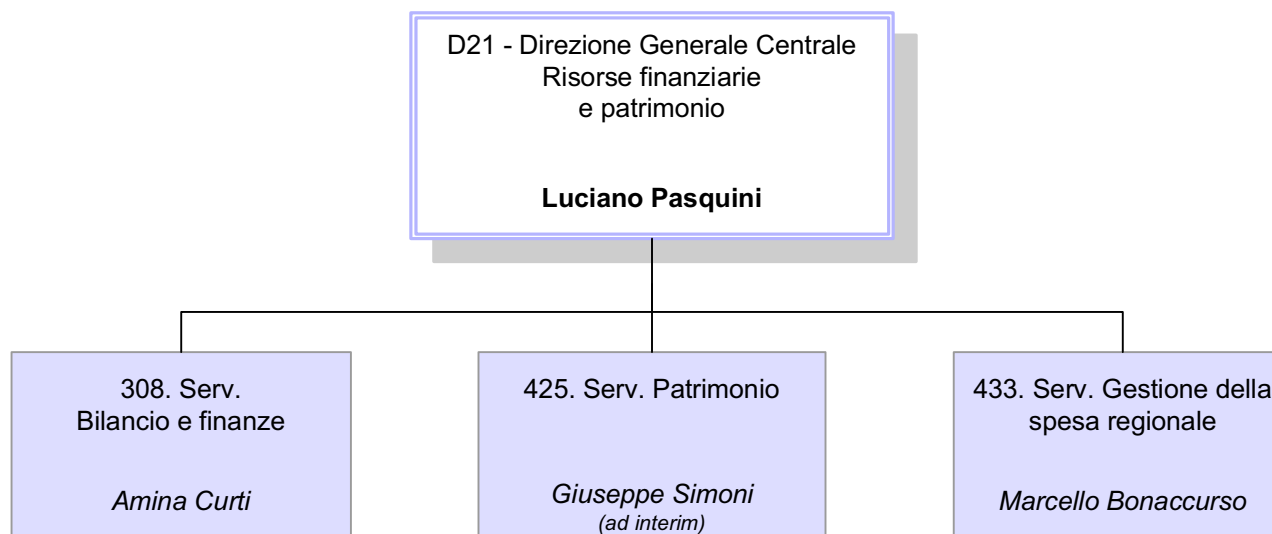 D21 - Direzione Generale Centrale
Risorse finanziarie
e patrimonio
Luciano Pasquini
308. Serv.
Bilancio e finanze
Amina Curti
425. Serv. Patrimonio
Giuseppe Simoni
(ad interim)
433. Serv. Gestione della
spesa regionale
Marcello Bonaccurso